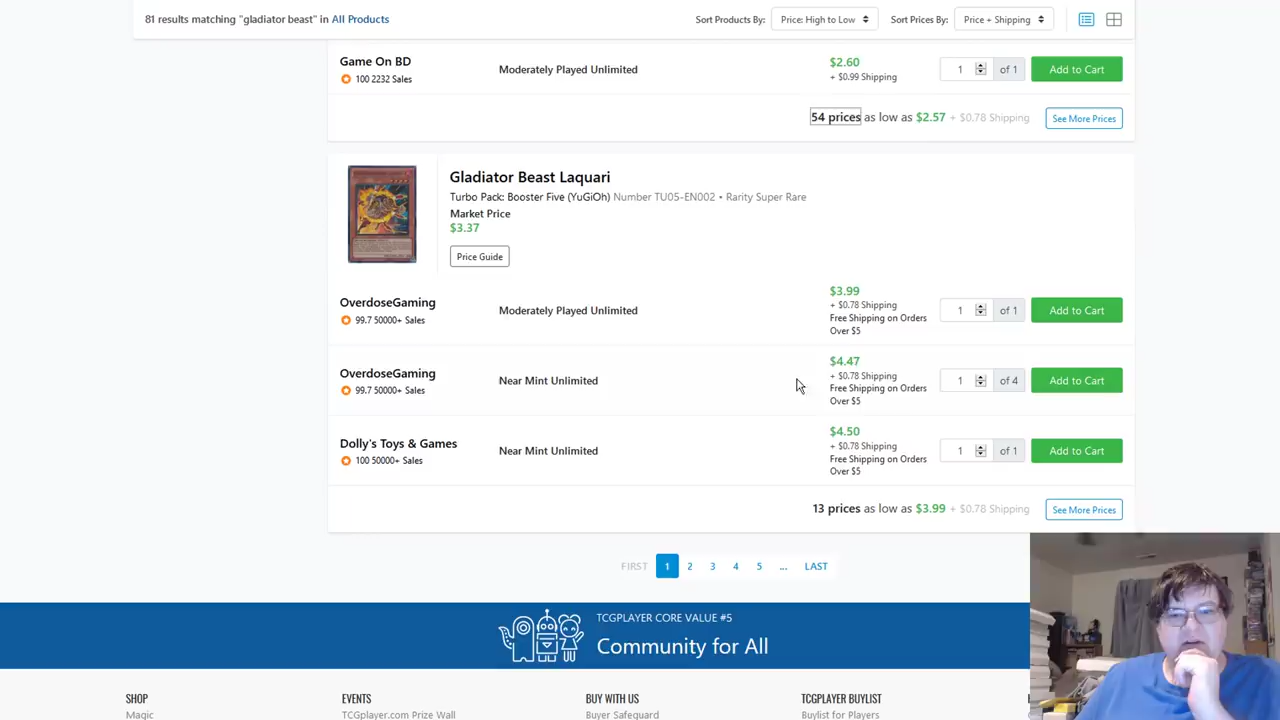 81 results matching "gladiator beast" in All Products
Sort Products By: Price: High to Low Sort Prices By: Price + Shipping
Game On BD
100 2232 Sales
Moderately Played Unlimited
$2.60
+ $0.99 Shipping
1 of 1 Add to Cart
54 prices as low as $2.57 + $0.78 Shipping See More Prices
Gladiator Beast Laquari
Turbo Pack: Booster Five (YuGiOh) Number TU05-EN002 • Rarity Super Rare
Market Price
$3.37
Price Guide
OverdoseGaming
99.7 50000+ Sales
Moderately Played Unlimited
$3.99
+ $0.78 Shipping
Free Shipping on Orders
Over $5
1 of 1 Add to Cart
OverdoseGaming
99.7 50000+ Sales
Near Mint Unlimited
$4.47
+ $0.78 Shipping
Free Shipping on Orders
Over $5
1 of 4 Add to Cart
Dolly's Toys & Games
100 50000+ Sales
Near Mint Unlimited
$4.50
+ $0.78 Shipping
Free Shipping on Orders
Over $5
1 of 1 Add to Cart
13 prices as low as $3.99 + $0.78 Shipping See More Prices
FIRST 1 2 3 4 5 ... LAST
TCGPLAYER CORE VALUE #5
Community for All
SHOP EVENTS BUY WITH US TCGPLAYER BUYLIST
Magic TCGplayer.com Prize Wall Buyer Safeguard Buylist for Players